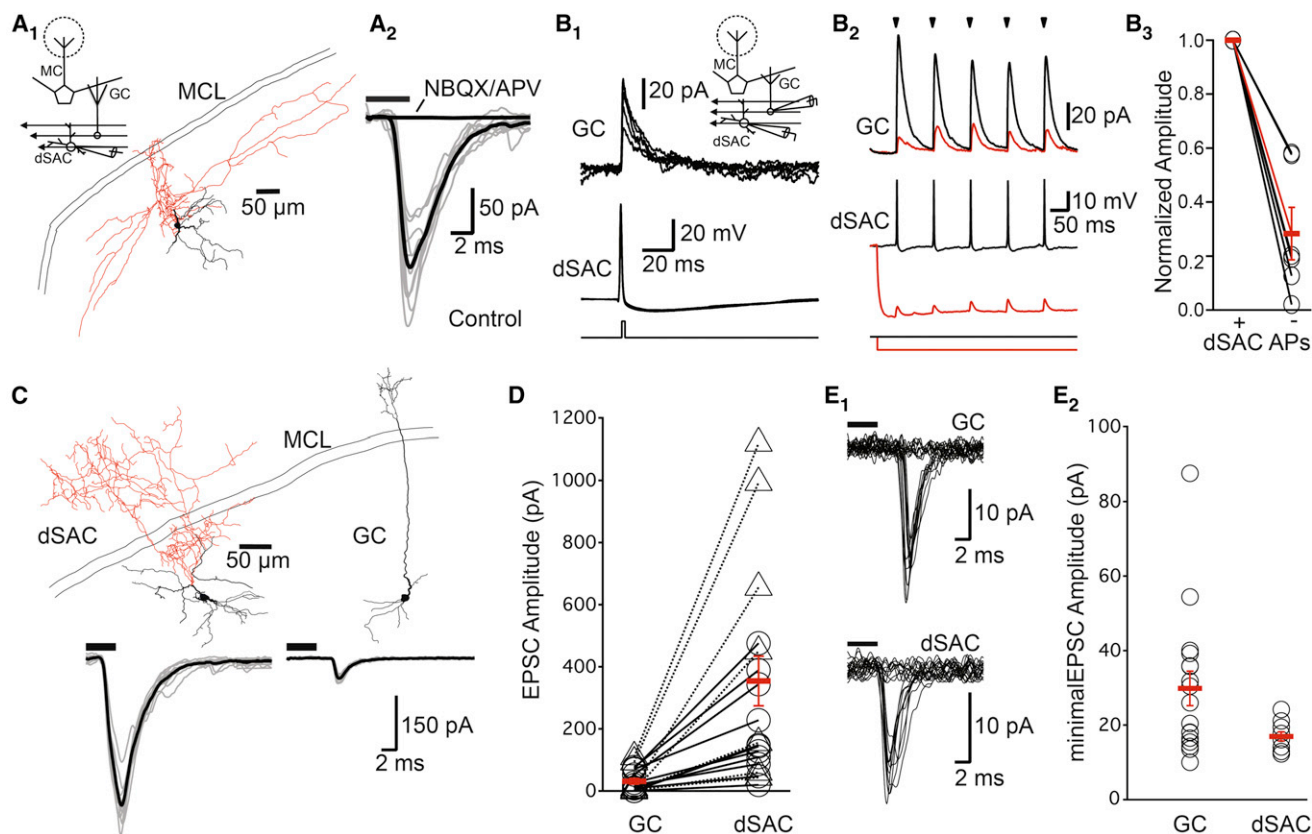 A1
MC
GC
dSAC
MCL
50 µm
A2
NBQX/APV
50 pA
2 ms
Control
B1
MC
GC
dSAC
20 pA
GC
dSAC
20 mV
20 ms
B2
GC
20 pA
dSAC
10 mV
50 ms
B3
Normalized Amplitude
1.0
0.8
0.6
0.4
0.2
0.0
+ -
dSAC APs
C
MCL
dSAC
50 µm
GC
150 pA
2 ms
D
EPSC Amplitude (pA)
1200
1000
800
600
400
200
0
GC dSAC
E1
GC
10 pA
2 ms
dSAC
10 pA
2 ms
E2
minimalEPSC Amplitude (pA)
100
80
60
40
20
0
GC dSAC